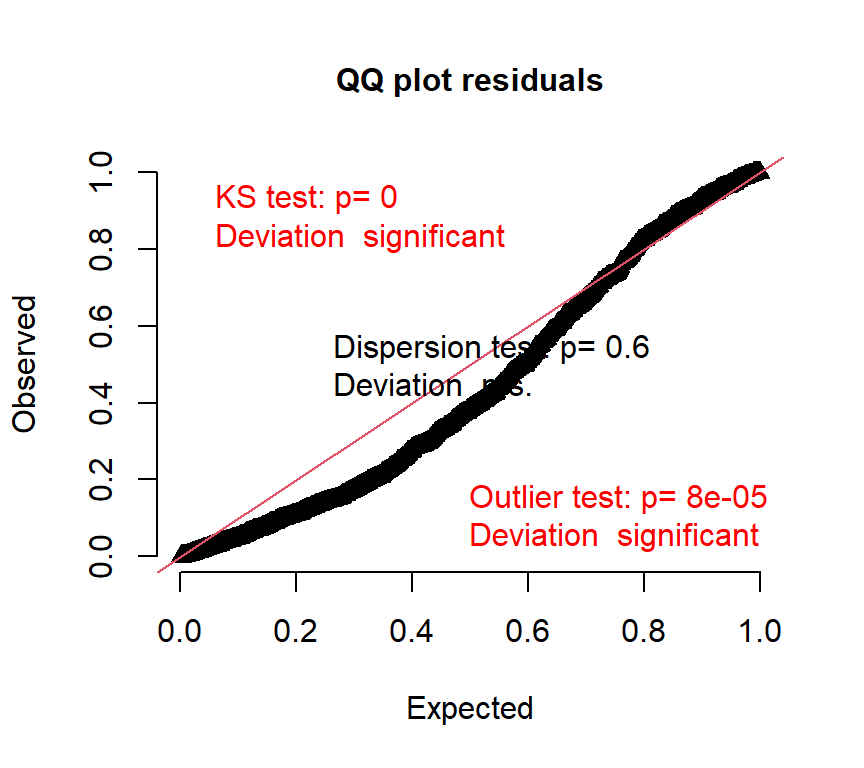 QQ plot residuals
KS test: p= 0
Deviation  significant
Dispersion test: p= 0.6
Deviation  n.s.
Outlier test: p= 8e-05
Deviation  significant
Observed
0.0 0.2 0.4 0.6 0.8 1.0
0.0 0.2 0.4 0.6 0.8 1.0
Expected